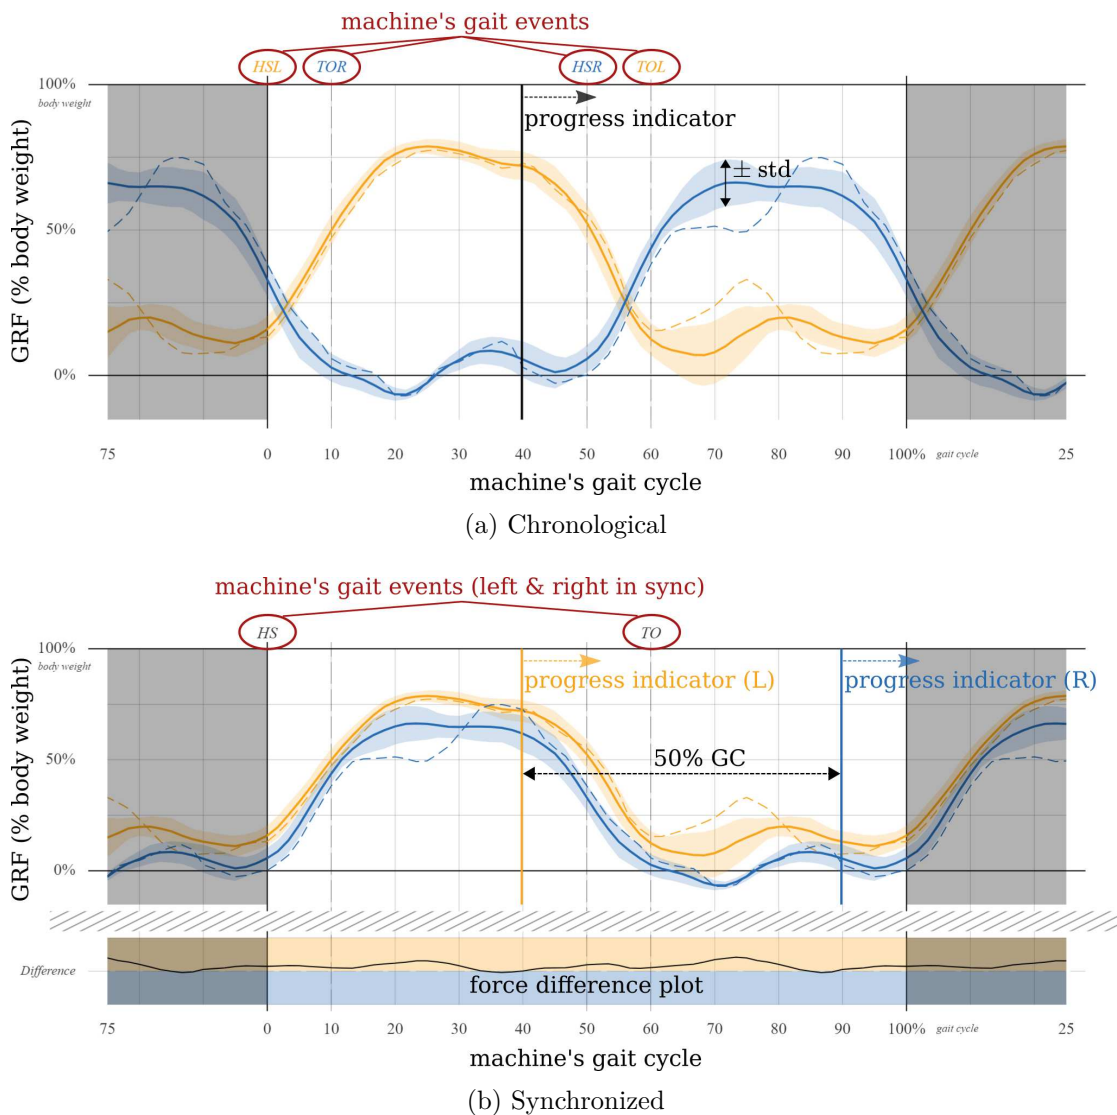 machine's gait events
HSL TOR HSR TOL
100%
body weight
progress indicator
± std
50%
0%
GRF (% body weight)
75 0 10 20 30 40 50 60 70 80 90 100% gait cycle 25
machine's gait cycle
(a) Chronological
machine's gait events (left & right in sync)
HS TO
100%
body weight
progress indicator (L) progress indicator (R)
50% GC
50%
0%
GRF (% body weight)
Difference
force difference plot
75 0 10 20 30 40 50 60 70 80 90 100% gait cycle 25
machine's gait cycle
(b) Synchronized